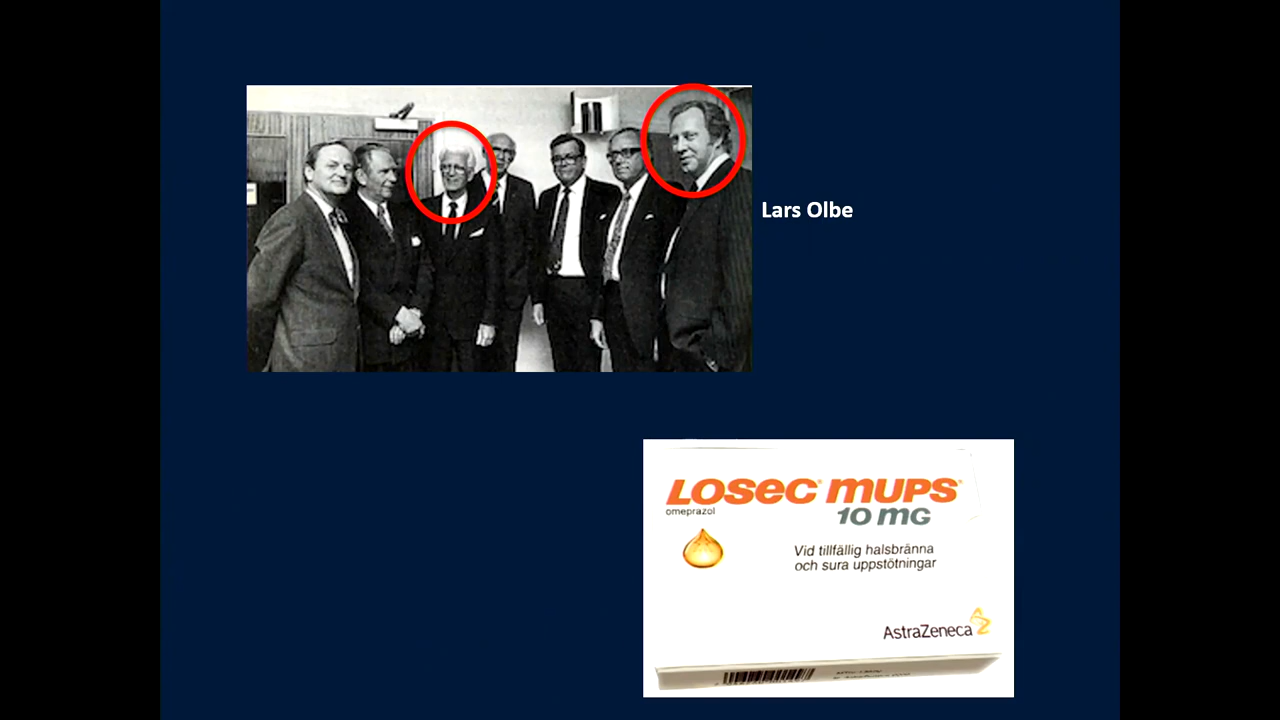 Lars Olbe
LOSEC® MUPS®
omeprazol
10 MG
Vid tillfällig halsbränna
och sura uppstötningar
AstraZeneca